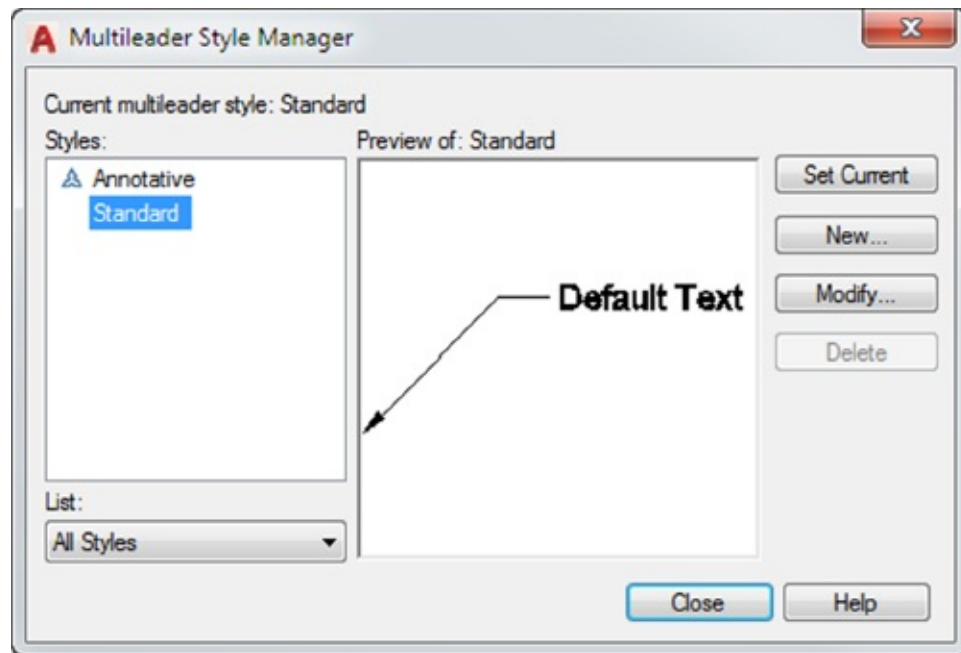 Multileader Style Manager
Current multileader style: Standard
Styles:
Preview of: Standard
Annotative
Standard
Default Text
Set Current
New...
Modify...
Delete
List:
All Styles
Close
Help